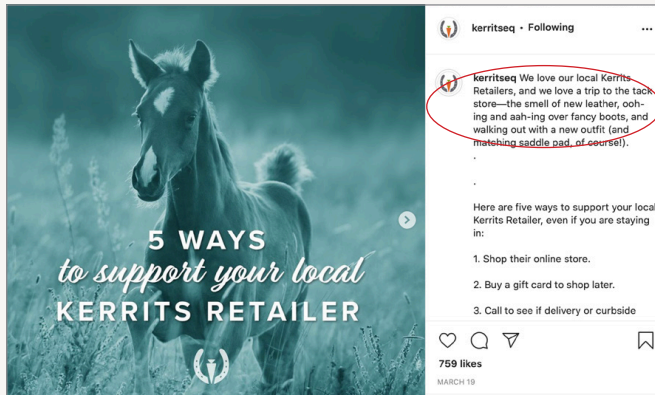 5 WAYS
to support your local
KERRITS RETAILER
kerritseq • Following
...
kerritseq We love our local Kerrits
Retailers, and we love a trip to the tack
store—the smell of new leather, ooh-
ing and aah-ing over fancy boots, and
walking out with a new outfit (and
matching saddle pad, of course!).
.
.
Here are five ways to support your local
Kerrits Retailer, even if you are staying
in:
1. Shop their online store.
2. Buy a gift card to shop later.
3. Call to see if delivery or curbside
759 likes
MARCH 19